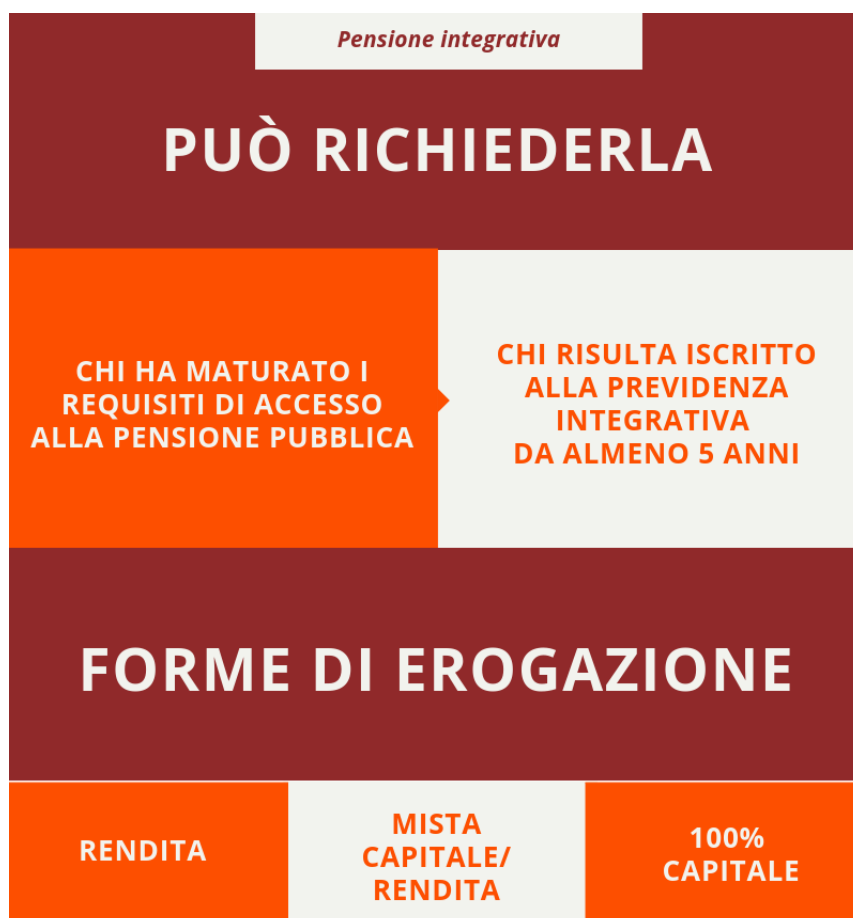 Pensione integrativa
PUÒ RICHIEDERLA
CHI HA MATURATO I
REQUISITI DI ACCESSO
ALLA PENSIONE PUBBLICA
CHI RISULTA ISCRITTO
ALLA PREVIDENZA
INTEGRATIVA
DA ALMENO 5 ANNI
FORME DI EROGAZIONE
RENDITA
MISTA
CAPITALE/
RENDITA
100%
CAPITALE